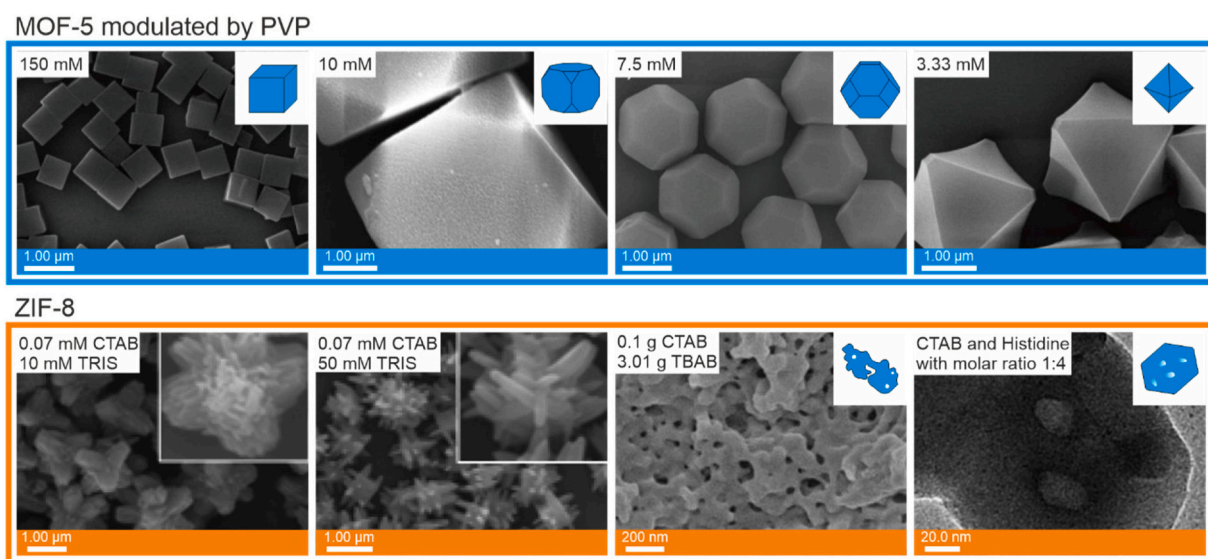 MOF-5 modulated by PVP
150 mM
10 mM
7.5 mM
3.33 mM
1.00 µm
1.00 µm
1.00 µm
1.00 µm
ZIF-8
0.07 mM CTAB
10 mM TRIS
0.07 mM CTAB
50 mM TRIS
0.1 g CTAB
3.01 g TBAB
CTAB and Histidine
with molar ratio 1:4
1.00 µm
1.00 µm
200 nm
20.0 nm